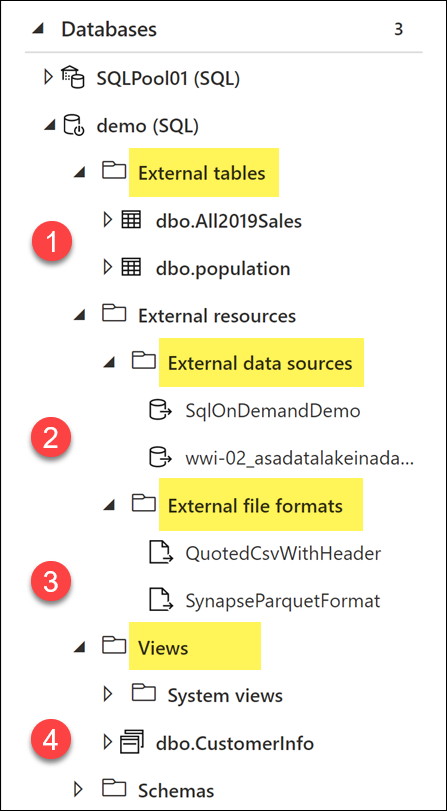 Databases 3
SQLPool01 (SQL)
demo (SQL)
External tables
1
dbo.All2019Sales
dbo.population
External resources
External data sources
2
SqlOnDemandDemo
wwi-02_asadatalakeinada...
External file formats
3
QuotedCsvWithHeader
SynapseParquetFormat
Views
System views
4
dbo.CustomerInfo
Schemas